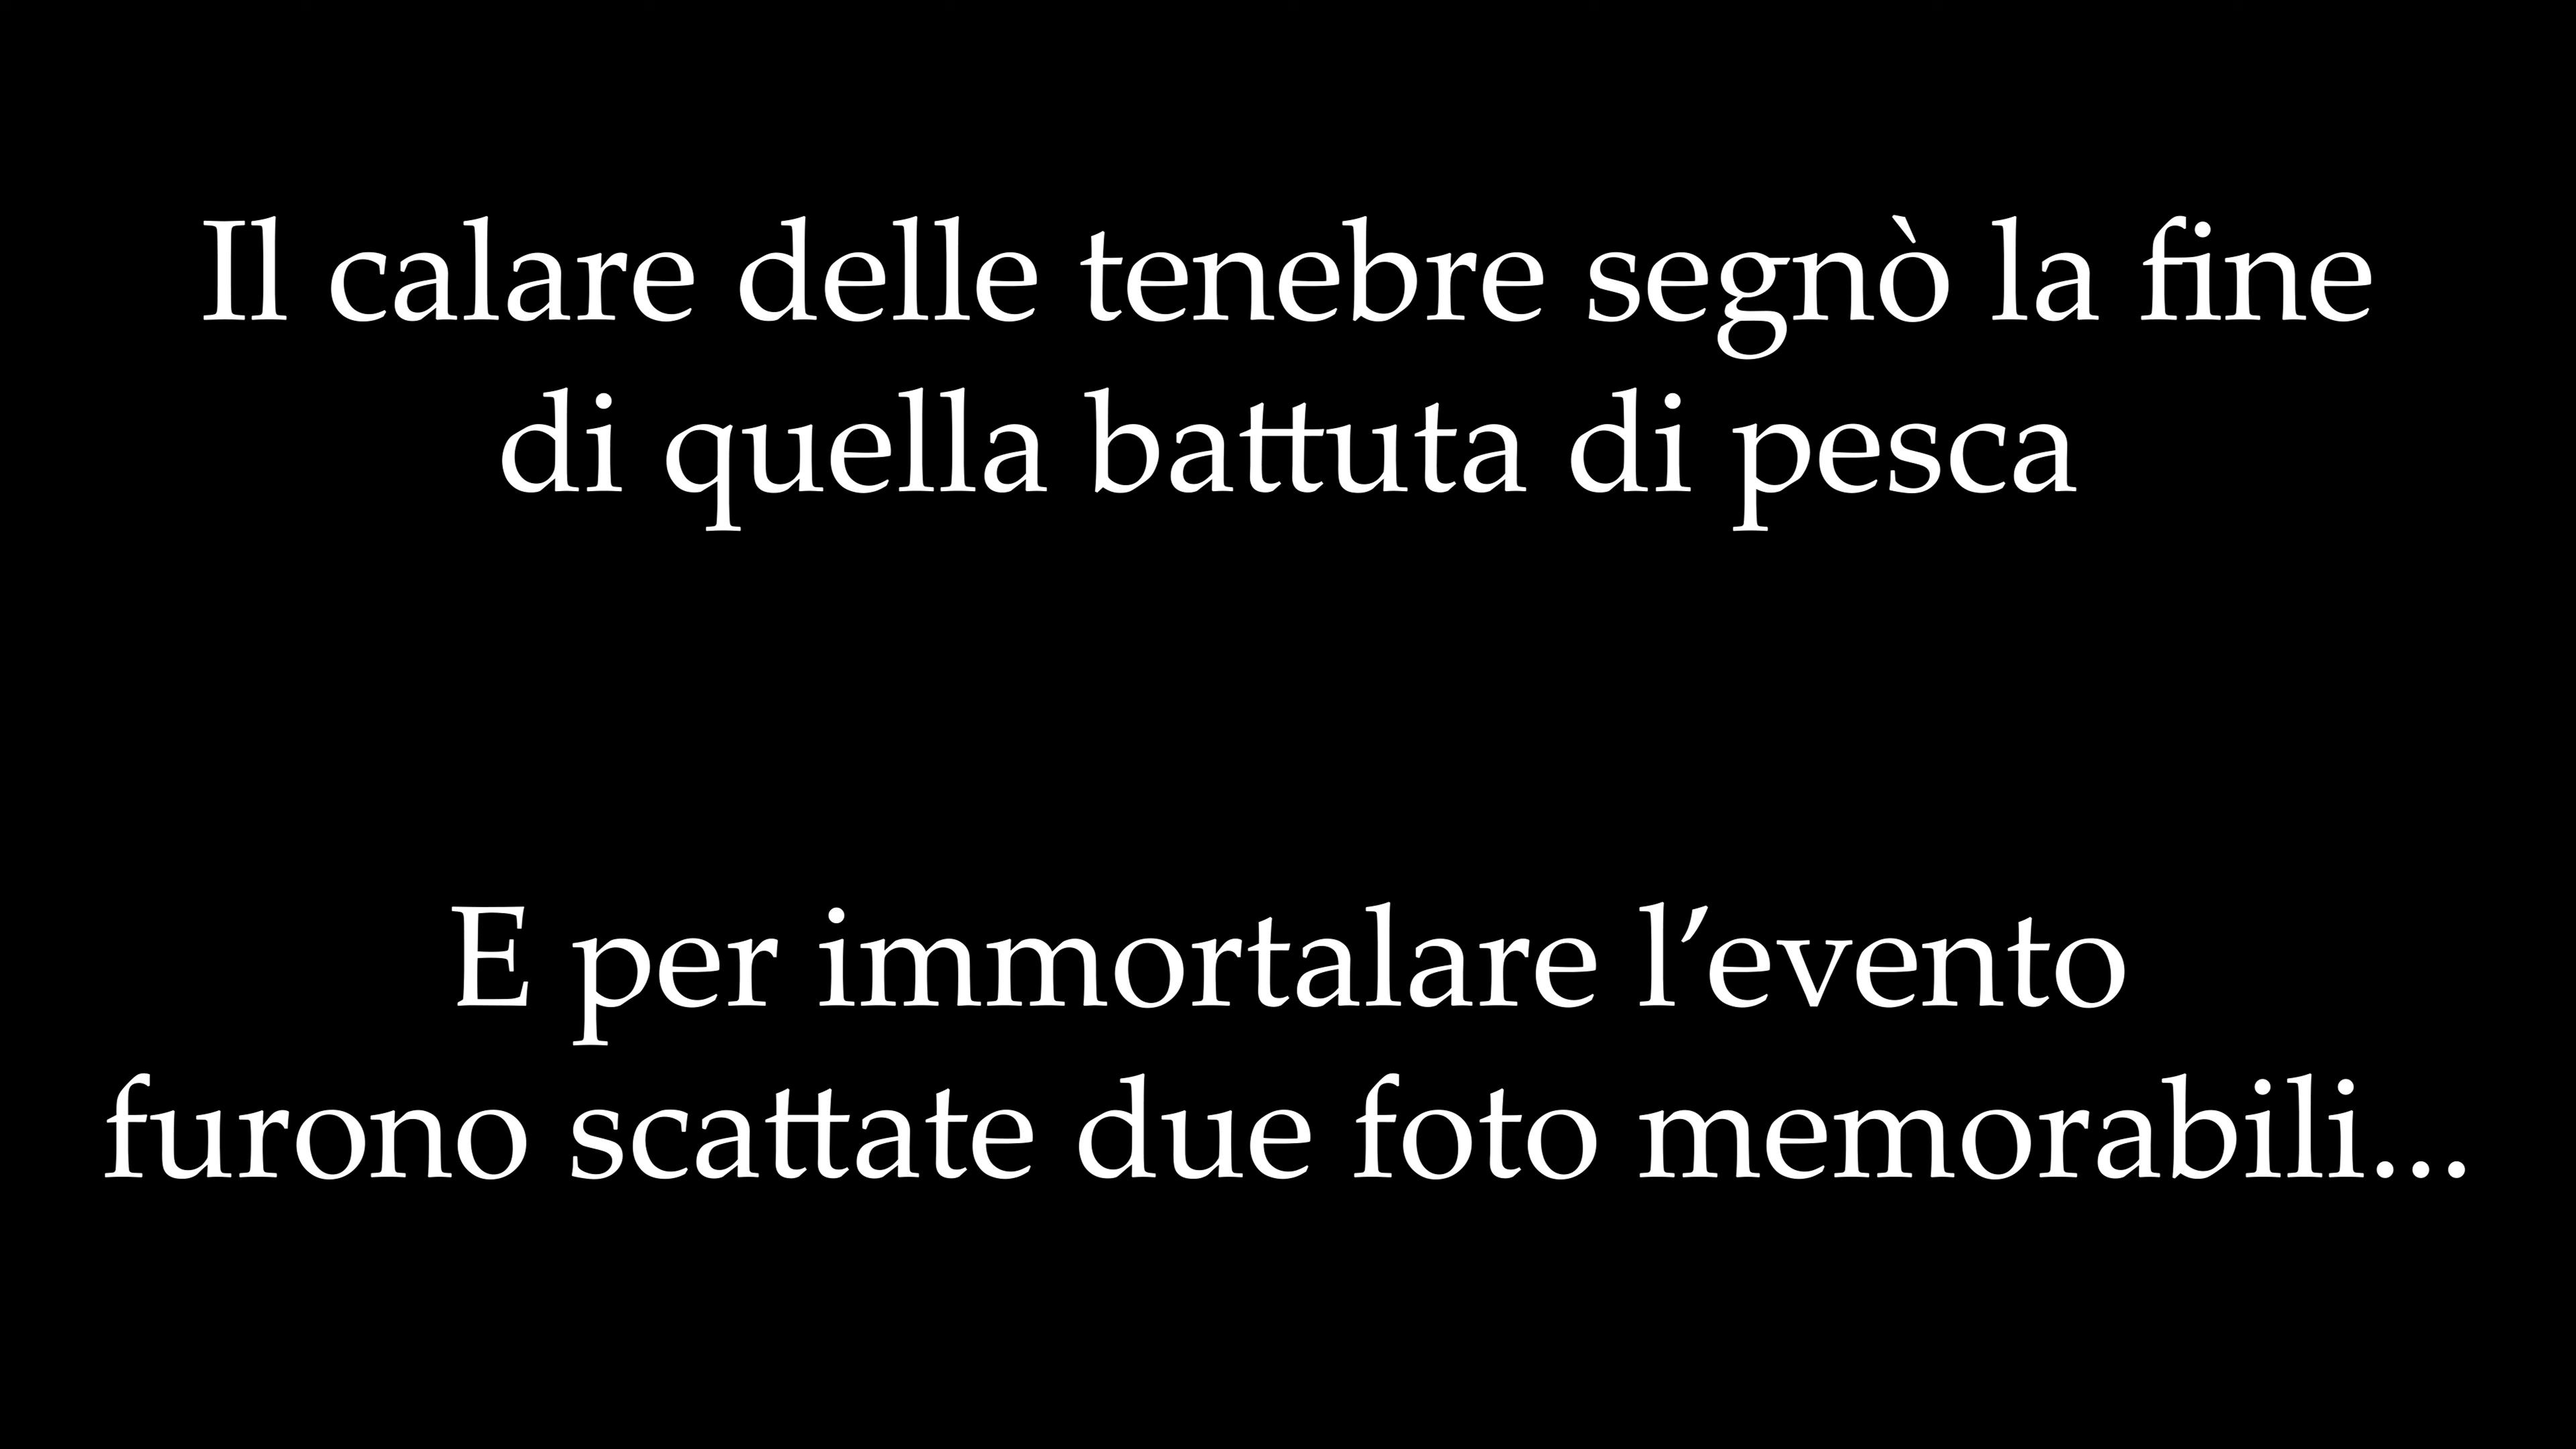 Il calare delle tenebre segnò la fine
di quella battuta di pesca
E per immortalare l’evento
furono scattate due foto memorabili...